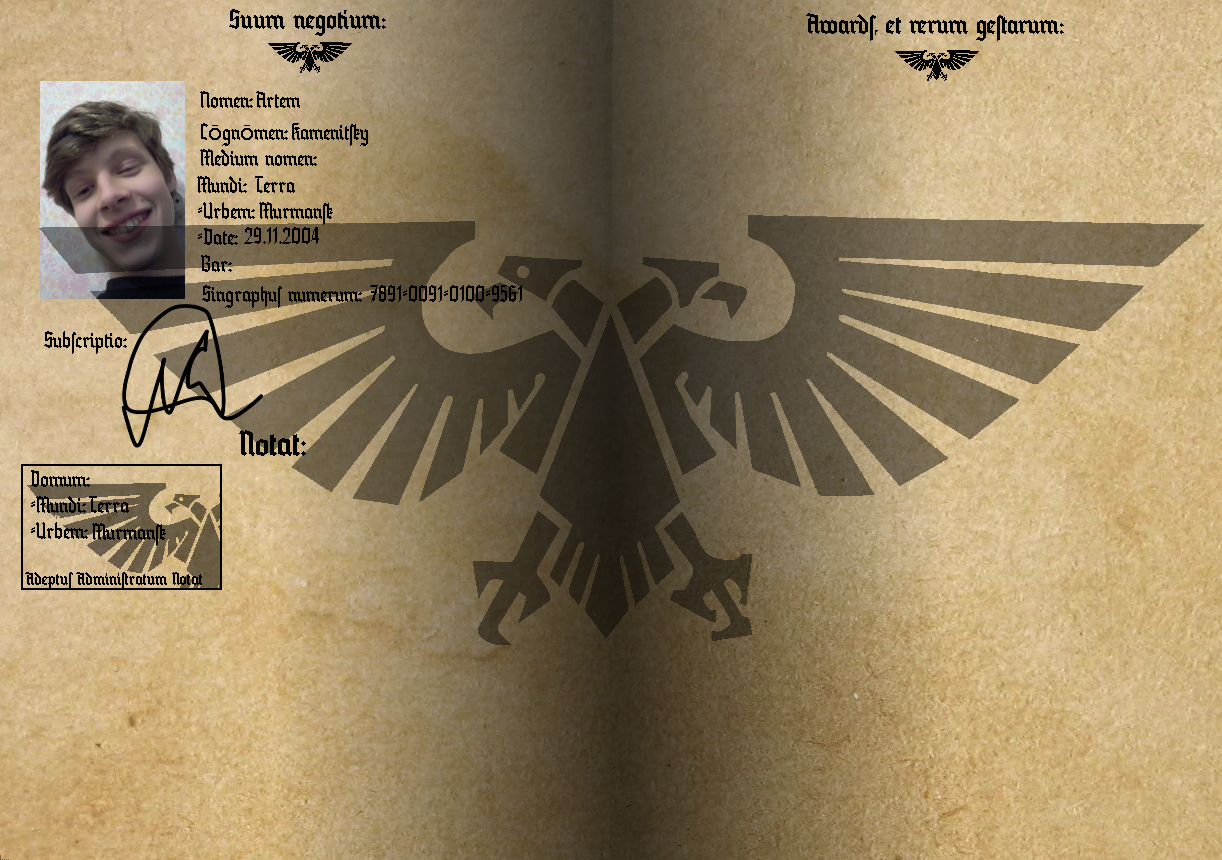 Suum negotium:
Nomen: Artem
Cōgnōmen: Kamenitſky
Medium nomen:
Mundi: Terra
-Urbem: Murmanſk
-Date: 29.11.2004
Bar:
Singraphuſ numerum: 7891-0091-0100-9561
Subſcriptio:
Notat:
Domum:
-Mundi: Terra
-Urbem: Murmanſk
Adeptuſ Adminiſtratum Notat
Awardſ, et rerum geſtarum: